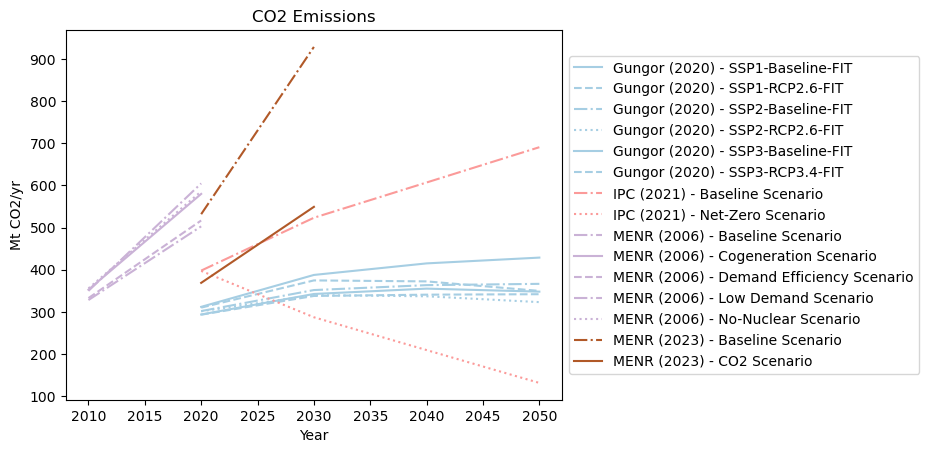 CO2 Emissions
Mt CO2/yr
900
800
700
600
500
400
300
200
100
2010 2015 2020 2025 2030 2035 2040 2045 2050
Year
Gungor (2020) - SSP1-Baseline-FIT
Gungor (2020) - SSP1-RCP2.6-FIT
Gungor (2020) - SSP2-Baseline-FIT
Gungor (2020) - SSP2-RCP2.6-FIT
Gungor (2020) - SSP3-Baseline-FIT
Gungor (2020) - SSP3-RCP3.4-FIT
IPC (2021) - Baseline Scenario
IPC (2021) - Net-Zero Scenario
MENR (2006) - Baseline Scenario
MENR (2006) - Cogeneration Scenario
MENR (2006) - Demand Efficiency Scenario
MENR (2006) - Low Demand Scenario
MENR (2006) - No-Nuclear Scenario
MENR (2023) - Baseline Scenario
MENR (2023) - CO2 Scenario